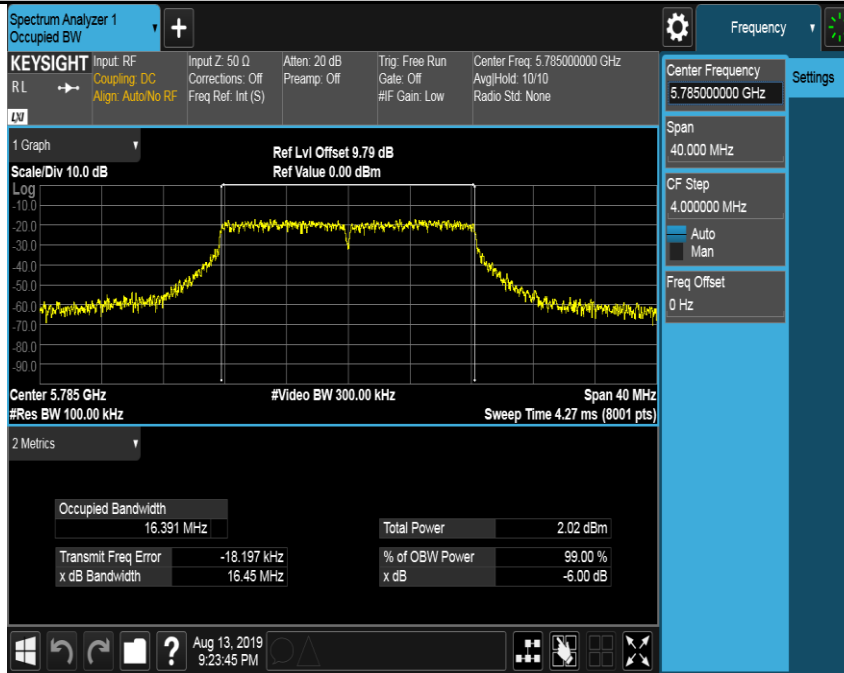 Spectrum Analyzer 1
Occupied BW
+
Frequency
KEYSIGHT
R L
LXI
Input: RF
Coupling: DC
Align: Auto/No RF
Input Z: 50 Ω
Corrections: Off
Freq Ref: Int (S)
Atten: 20 dB
Preamp: Off
Trig: Free Run
Gate: Off
#IF Gain: Low
Center Freq: 5.785000000 GHz
Avg|Hold: 10/10
Radio Std: None
Center Frequency
5.785000000 GHz
Settings
Span
40.000 MHz
CF Step
4.000000 MHz
Auto
Man
Freq Offset
0 Hz
1 Graph
Scale/Div 10.0 dB
Ref Lvl Offset 9.79 dB
Ref Value 0.00 dBm
Log
-10.0
-20.0
-30.0
-40.0
-50.0
-60.0
-70.0
-80.0
-90.0
Center 5.785 GHz
#Res BW 100.00 kHz
#Video BW 300.00 kHz
Span 40 MHz
Sweep Time 4.27 ms (8001 pts)
2 Metrics
Occupied Bandwidth
16.391 MHz
Transmit Freq Error -18.197 kHz
x dB Bandwidth 16.45 MHz
Total Power 2.02 dBm
% of OBW Power 99.00 %
x dB -6.00 dB
?
Aug 13, 2019
9:23:45 PM